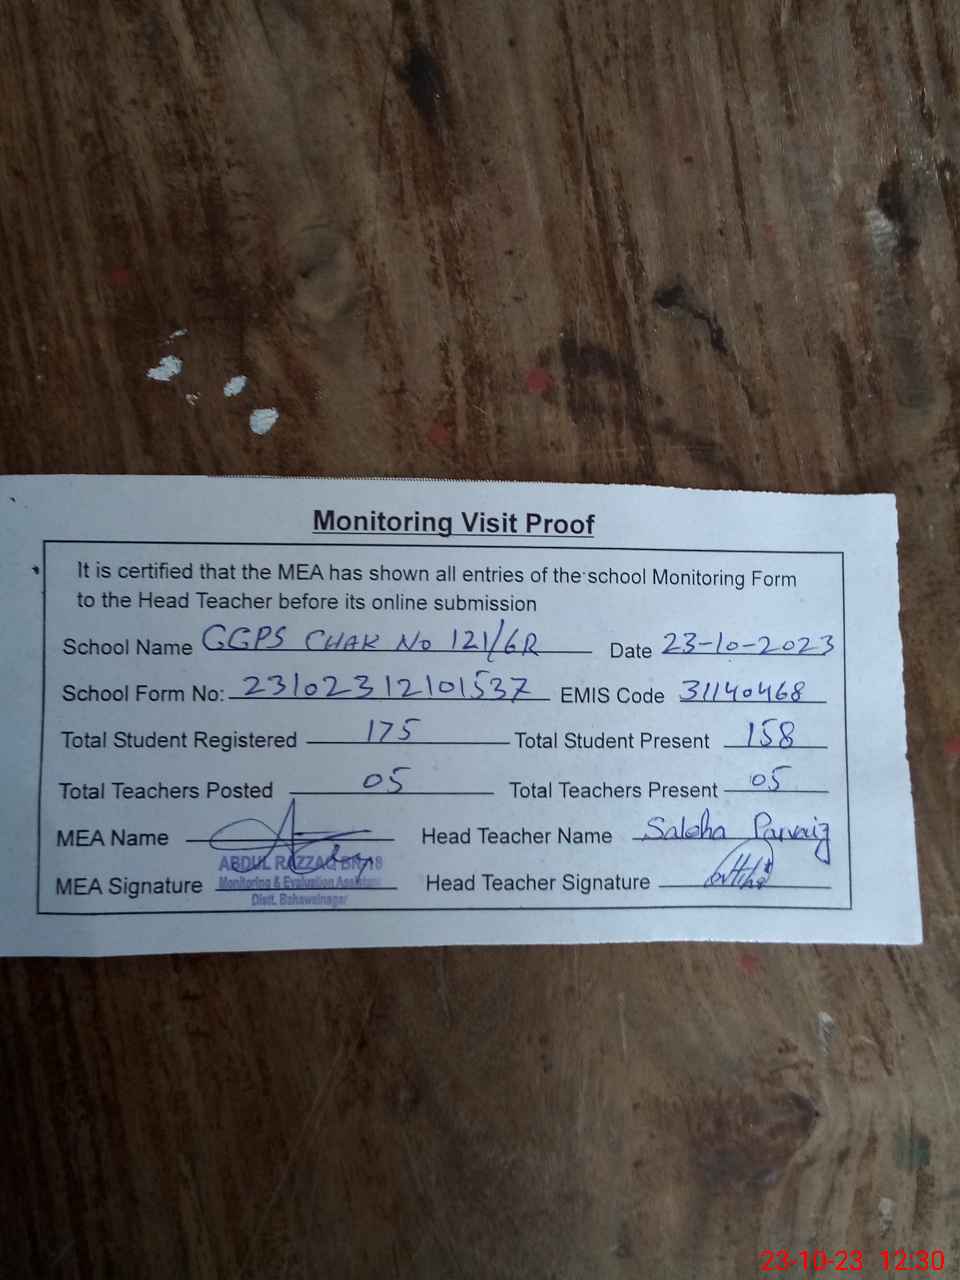 Monitoring Visit Proof
It is certified that the MEA has shown all entries of the school Monitoring Form
to the Head Teacher before its online submission
School Name GGPS CHAK No 121/6R Date 23-10-2023
School Form No: 23102312101537 EMIS Code 31140468
Total Student Registered 175 Total Student Present 158
Total Teachers Posted 05 Total Teachers Present 05
MEA Name Head Teacher Name Saleha Parvaiz
ABDUL RAZZAQ
MEA Signature Monitoring & Evaluation Assistant Head Teacher Signature
Distt. Bahawalnagar
23-10-23 12:30